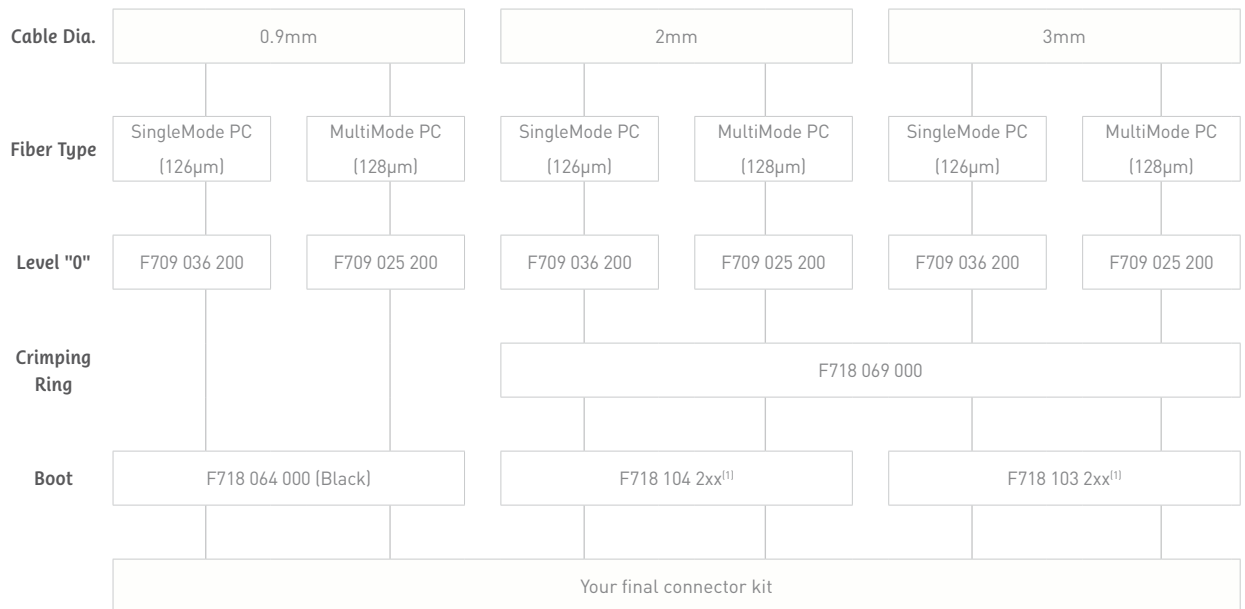 Cable Dia. 0.9mm 2mm 3mm
Fiber Type
SingleMode PC
(126µm)
MultiMode PC
(128µm)
SingleMode PC
(126µm)
MultiMode PC
(128µm)
SingleMode PC
(126µm)
MultiMode PC
(128µm)
Level "0" F709 036 200 F709 025 200 F709 036 200 F709 025 200 F709 036 200 F709 025 200
Crimping
Ring
F718 069 000
Boot F718 064 000 (Black) F718 104 2xx(1) F718 103 2xx(1)
Your final connector kit